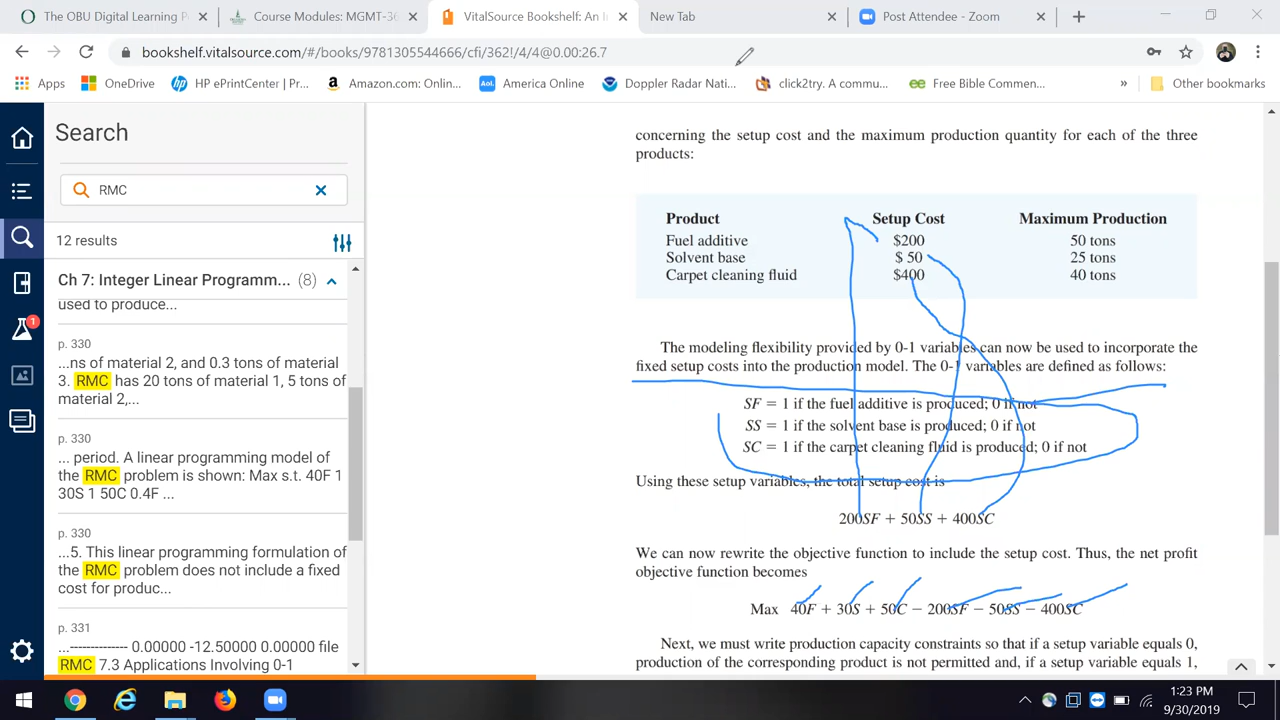 The OBU Digital Learning P
Course Modules: MGMT-36
VitalSource Bookshelf: An In
New Tab
Post Attendee - Zoom
bookshelf.vitalsource.com/#/books/9781305544666/cfi/362!/4/4@0.00:26.7
Apps
OneDrive
HP ePrintCenter | Pr...
Amazon.com: Onlin...
Aol.
America Online
Doppler Radar Nati...
click2try. A commu...
ee
Free Bible Commen...
»
Other bookmarks
Search
RMC
12 results
Ch 7: Integer Linear Programm... (8)
used to produce...
p. 330
...ns of material 2, and 0.3 tons of material
3. RMC has 20 tons of material 1, 5 tons of
material 2,...
p. 330
... period. A linear programming model of
the RMC problem is shown: Max s.t. 40F 1
30S 1 50C 0.4F ...
p. 330
...5. This linear programming formulation of
the RMC problem does not include a fixed
cost for produc...
p. 331
...---------------- 0.00000 -12.50000 0.00000 file
RMC 7.3 Applications Involving 0-1
1
concerning the setup cost and the maximum production quantity for each of the three
products:
Product Setup Cost Maximum Production
Fuel additive $200 50 tons
Solvent base $ 50 25 tons
Carpet cleaning fluid $400 40 tons
The modeling flexibility provided by 0-1 variables can now be used to incorporate the
fixed setup costs into the production model. The 0-1 variables are defined as follows:
SF = 1 if the fuel additive is produced; 0 if not
SS = 1 if the solvent base is produced; 0 if not
SC = 1 if the carpet cleaning fluid is produced; 0 if not
Using these setup variables, the total setup cost is
200SF + 50SS + 400SC
We can now rewrite the objective function to include the setup cost. Thus, the net profit
objective function becomes
Max 40F + 30S + 50C − 200SF − 50SS − 400SC
Next, we must write production capacity constraints so that if a setup variable equals 0,
production of the corresponding product is not permitted and, if a setup variable equals 1,
1:23 PM
9/30/2019